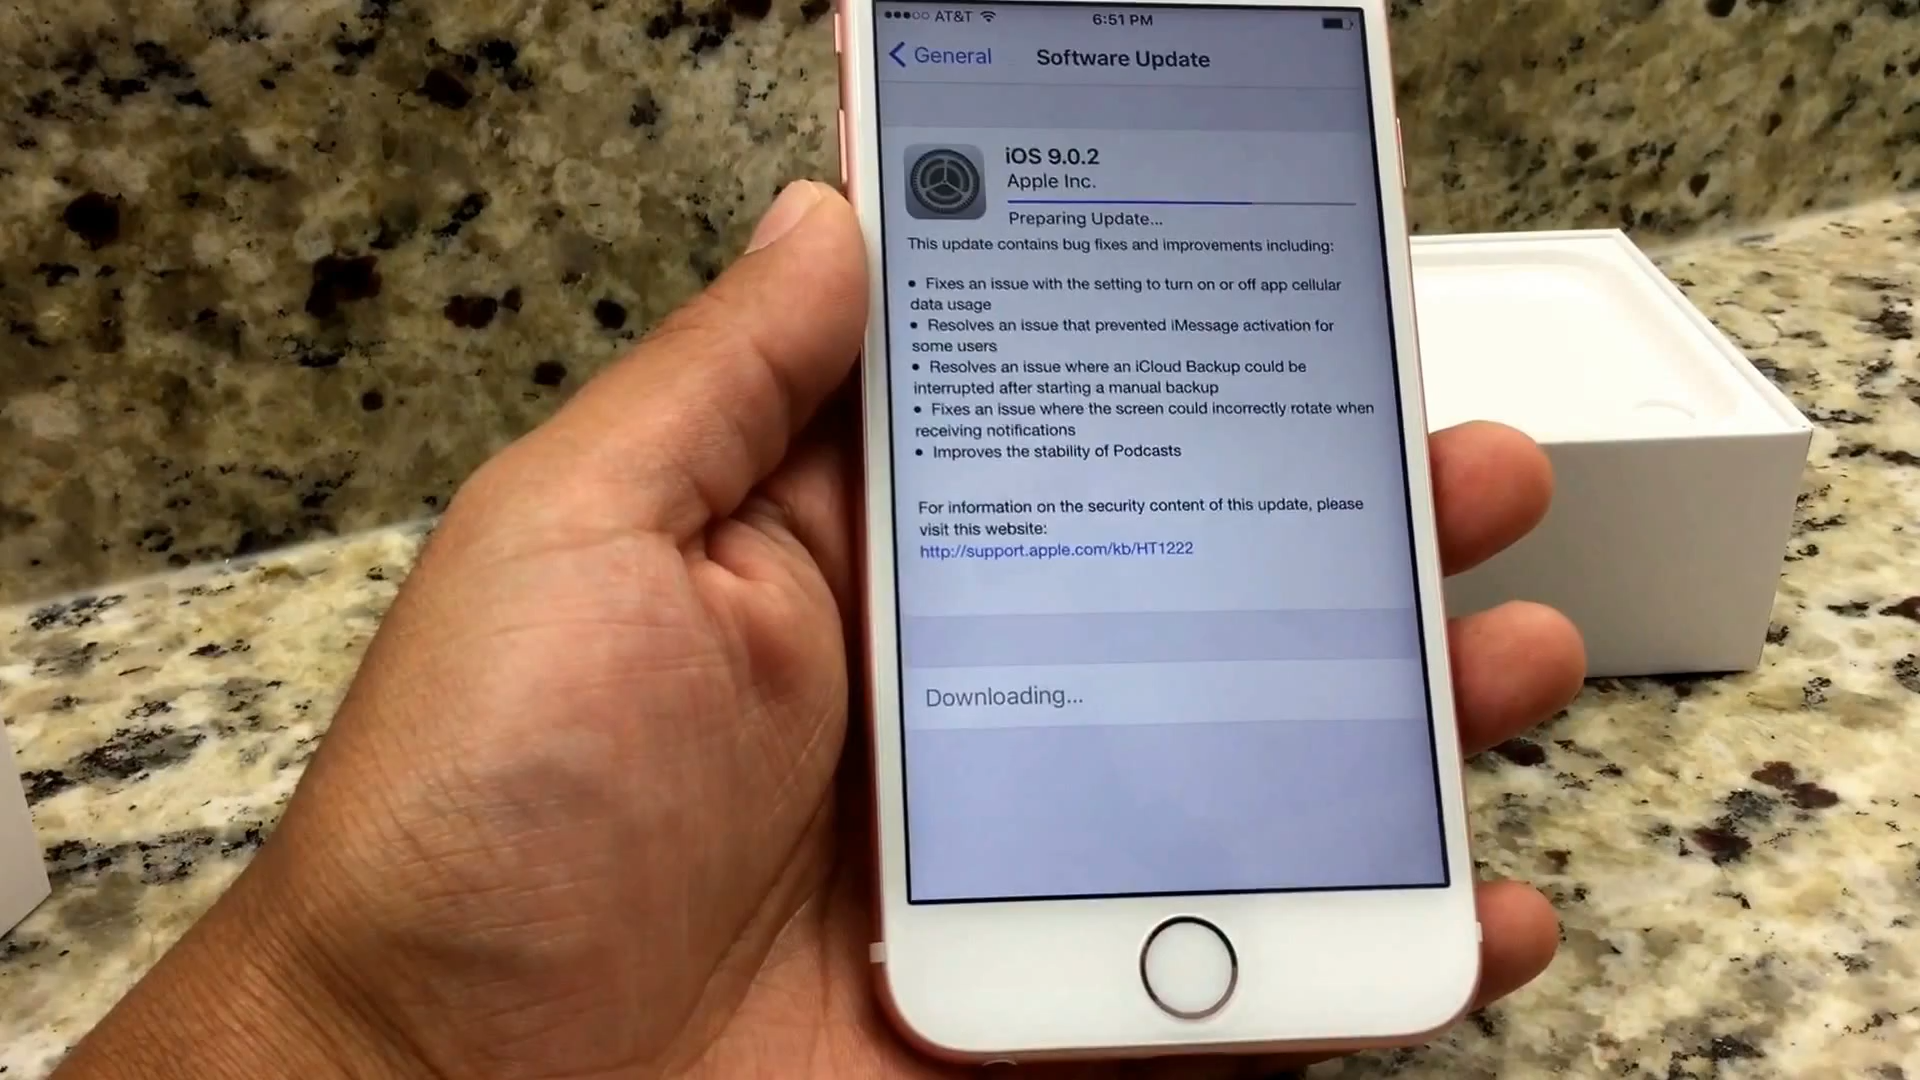 AT&T 6:51 PM
General Software Update
iOS 9.0.2
Apple Inc.
Preparing Update...
This update contains bug fixes and improvements including:
• Fixes an issue with the setting to turn on or off app cellular
data usage
• Resolves an issue that prevented iMessage activation for
some users
• Resolves an issue where an iCloud Backup could be
interrupted after starting a manual backup
• Fixes an issue where the screen could incorrectly rotate when
receiving notifications
• Improves the stability of Podcasts
For information on the security content of this update, please
visit this website:
http://support.apple.com/kb/HT1222
Downloading...